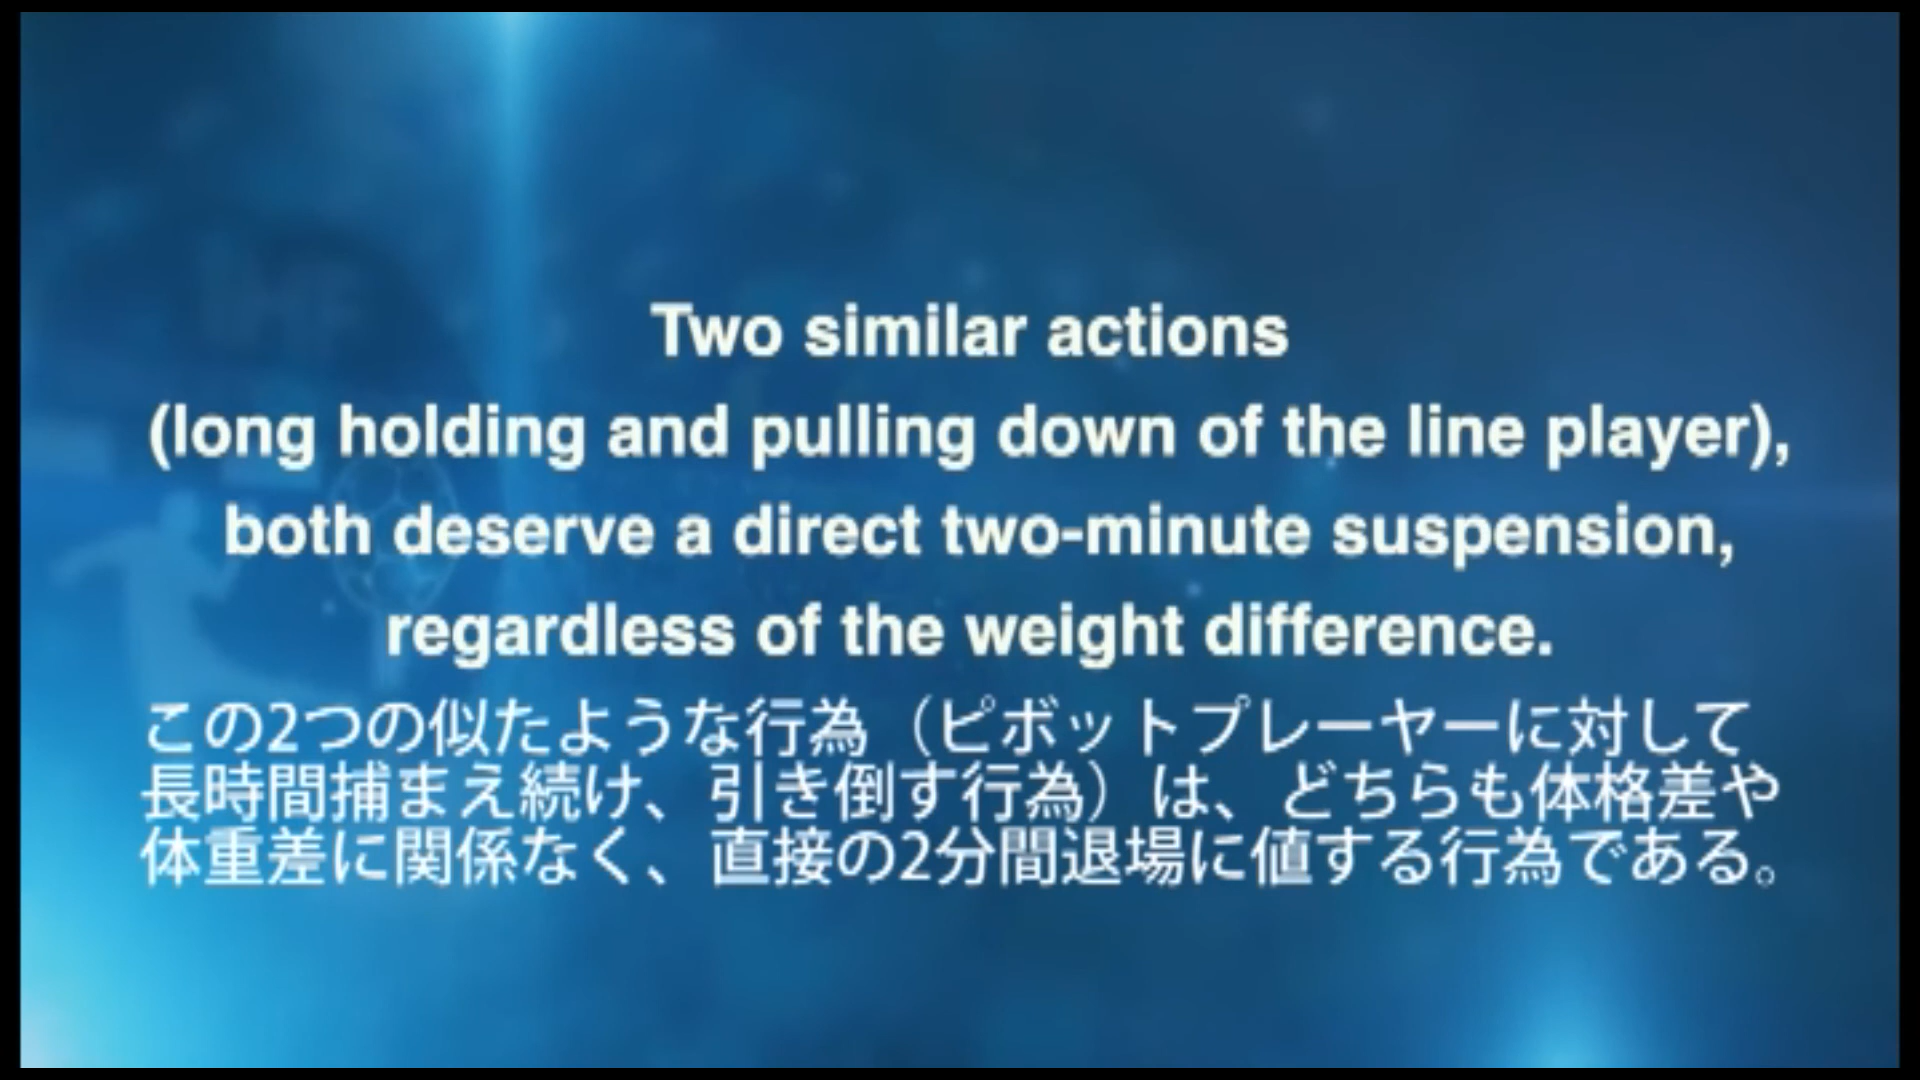 Two similar actions
(long holding and pulling down of the line player),
both deserve a direct two-minute suspension,
regardless of the weight difference.
この2つの似たような行為（ピボットプレーヤーに対して
長時間捕まえ続け、引き倒す行為）は、どちらも体格差や
体重差に関係なく、直接の2分間退場に値する行為である。